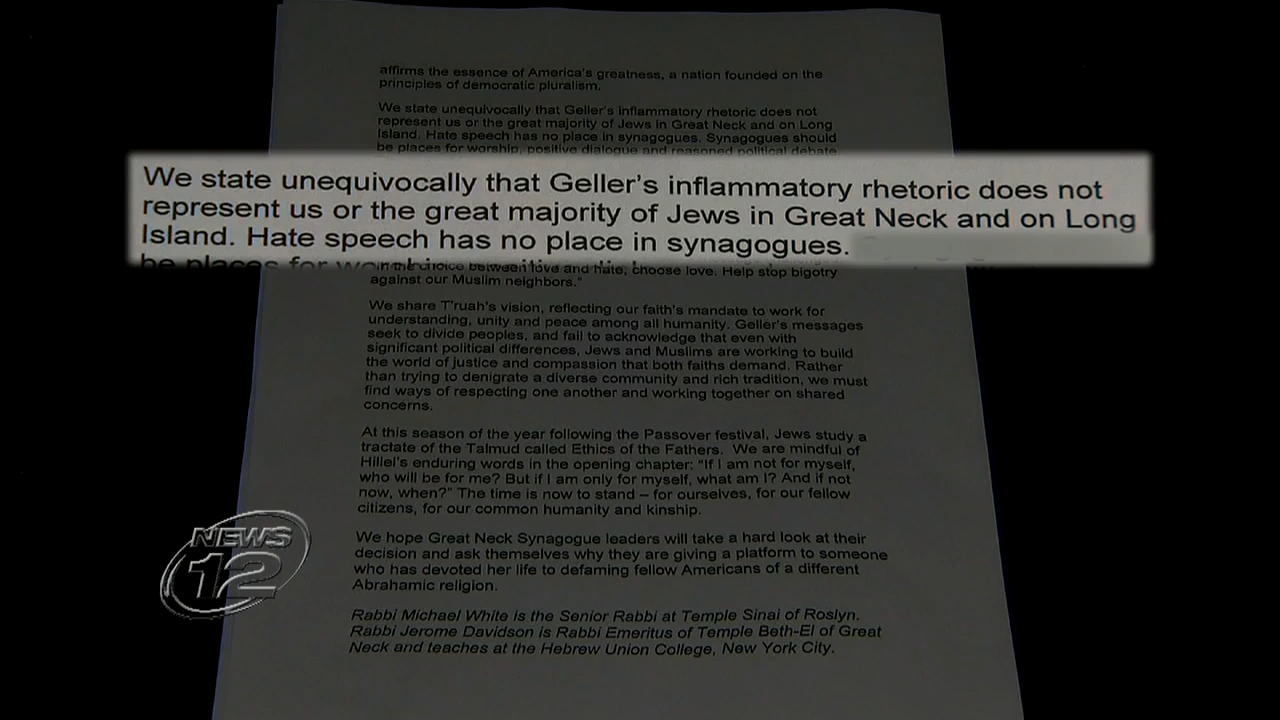 affirms the essence of America's greatness, a nation founded on the
principles of democratic pluralism.
We state unequivocally that Geller's inflammatory rhetoric does not
represent us or the great majority of Jews in Great Neck and on Long
Island. Hate speech has no place in synagogues. Synagogues should
be places for worship, positive dialogue and reasoned political debate
We state unequivocally that Geller's inflammatory rhetoric does not
represent us or the great majority of Jews in Great Neck and on Long
Island. Hate speech has no place in synagogues.
be places for
the choice between love and hate, choose love. Help stop bigotry
against our Muslim neighbors."
We share T'ruah's vision, reflecting our faith's mandate to work for
understanding, unity and peace among all humanity. Geller's messages
seek to divide peoples, and fail to acknowledge that even with
significant political differences, Jews and Muslims are working to build
the world of justice and compassion that both faiths demand. Rather
than trying to denigrate a diverse community and rich tradition, we must
find ways of respecting one another and working together on shared
concerns.
At this season of the year following the Passover festival, Jews study a
tractate of the Talmud called Ethics of the Fathers. We are mindful of
Hillel's enduring words in the opening chapter: "If I am not for myself,
who will be for me? But if I am only for myself, what am I? And if not
now, when?" The time is now to stand – for ourselves, for our fellow
citizens, for our common humanity and kinship.
We hope Great Neck Synagogue leaders will take a hard look at their
decision and ask themselves why they are giving a platform to someone
who has devoted her life to defaming fellow Americans of a different
Abrahamic religion.
Rabbi Michael White is the Senior Rabbi at Temple Sinai of Roslyn.
Rabbi Jerome Davidson is Rabbi Emeritus of Temple Beth-El of Great
Neck and teaches at the Hebrew Union College, New York City.
NEWS
12